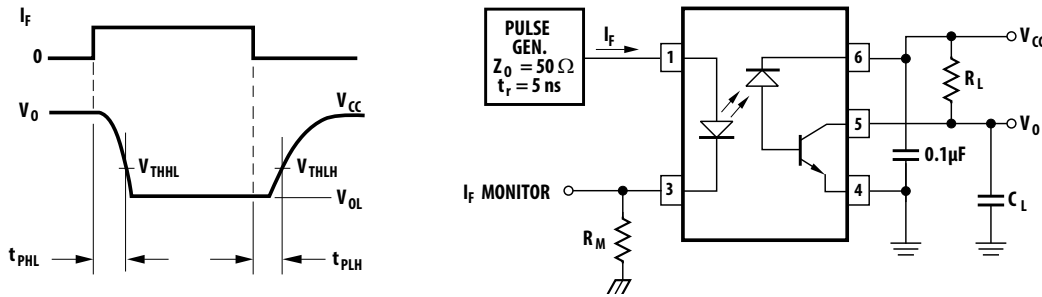 I_F
0
V_O
V_CC
V_THHL
V_THLH
V_OL
t_PHL
t_PLH
PULSE
GEN.
Z_O = 50 Ω
t_r = 5 ns
I_F
1
6
V_CC
R_L
5
V_O
0.1µF
I_F MONITOR
3
4
C_L
R_M